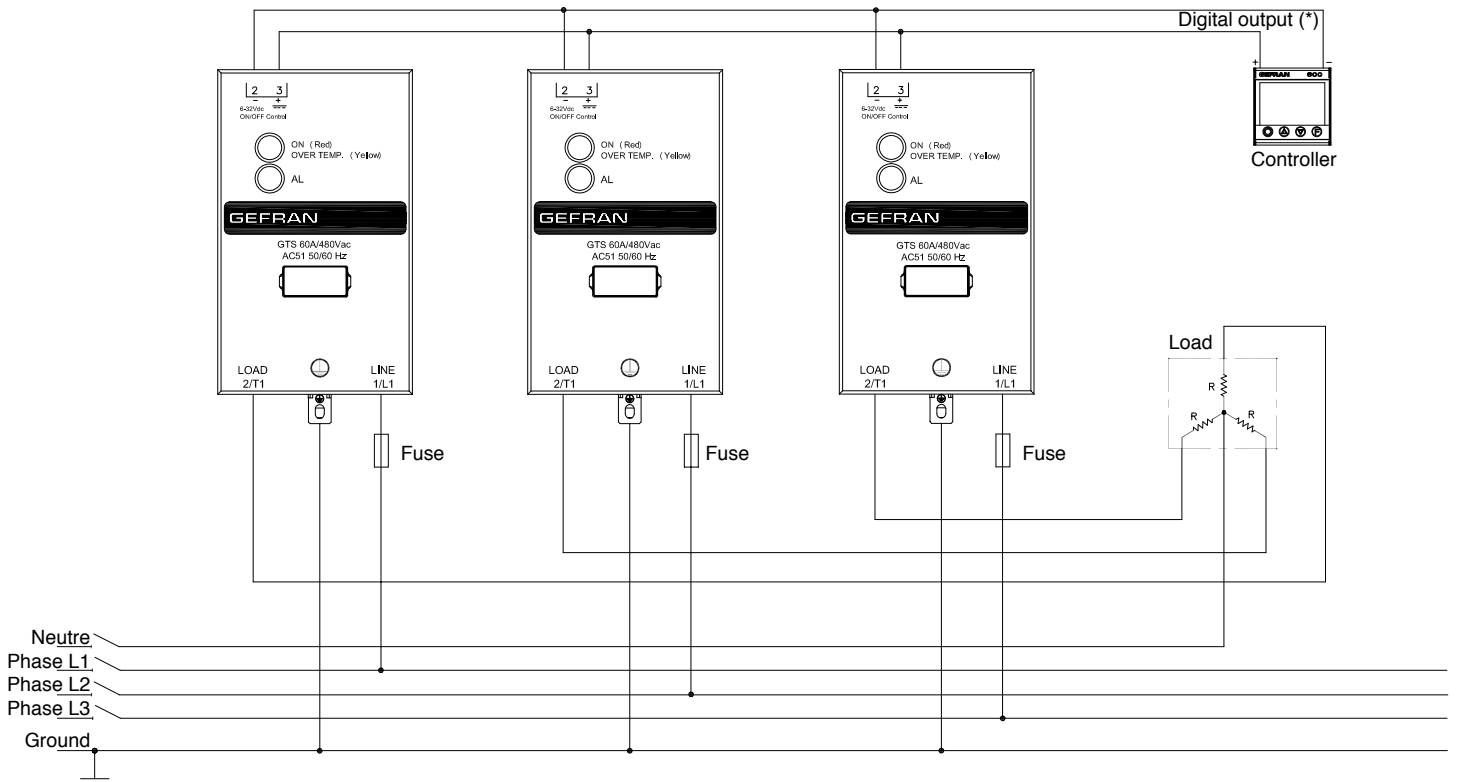 Digital output (*)
+ −
GEFRAN 600
F
Controller
2 3
− +
6-32Vdc
ON/OFF Control
ON (Red)
OVER TEMP. (Yellow)
AL
GEFRAN
GTS 60A/480Vac
AC51 50/60 Hz
LOAD
2/T1
LINE
1/L1
Fuse
2 3
− +
6-32Vdc
ON/OFF Control
ON (Red)
OVER TEMP. (Yellow)
AL
GEFRAN
GTS 60A/480Vac
AC51 50/60 Hz
LOAD
2/T1
LINE
1/L1
Fuse
2 3
− +
6-32Vdc
ON/OFF Control
ON (Red)
OVER TEMP. (Yellow)
AL
GEFRAN
GTS 60A/480Vac
AC51 50/60 Hz
LOAD
2/T1
LINE
1/L1
Fuse
Load
R
R R
Neutre
Phase L1
Phase L2
Phase L3
Ground